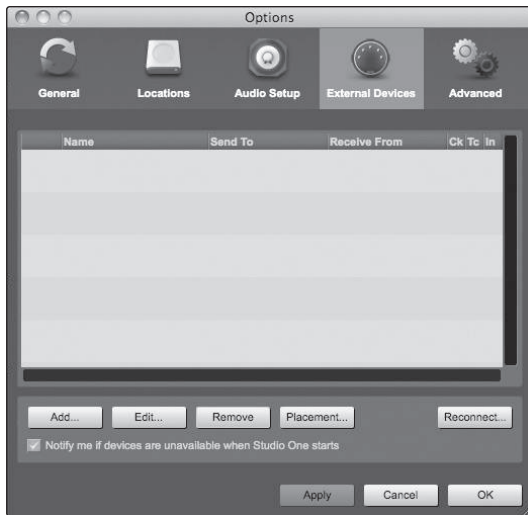 Options
General Locations Audio Setup External Devices Advanced
Name Send To Receive From Ck Tc In
Add... Edit... Remove Placement... Reconnect...
Notify me if devices are unavailable when Studio One starts
Apply Cancel OK